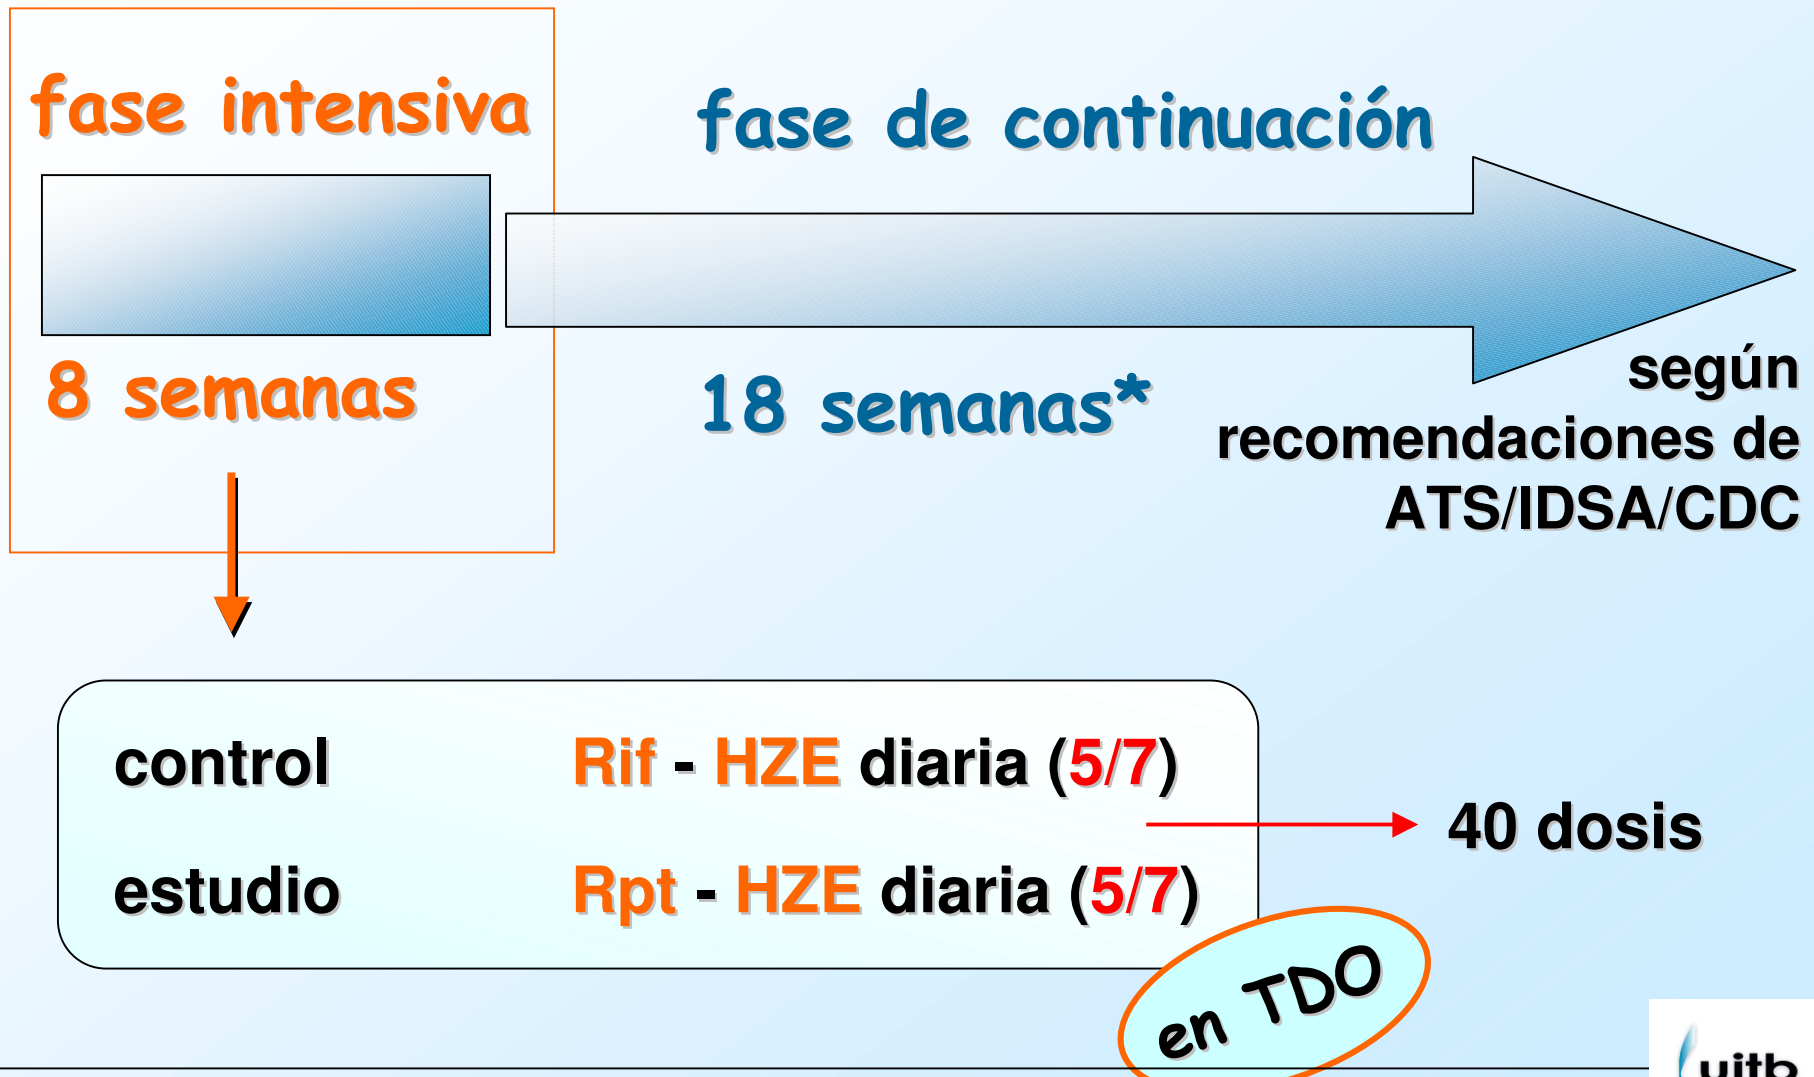 fase intensiva
fase de continuación
8 semanas
18 semanas*
según
recomendaciones de
ATS/IDSA/CDC
control Rif - HZE diaria (5/7)
40 dosis
estudio Rpt - HZE diaria (5/7)
en TDO
uitb